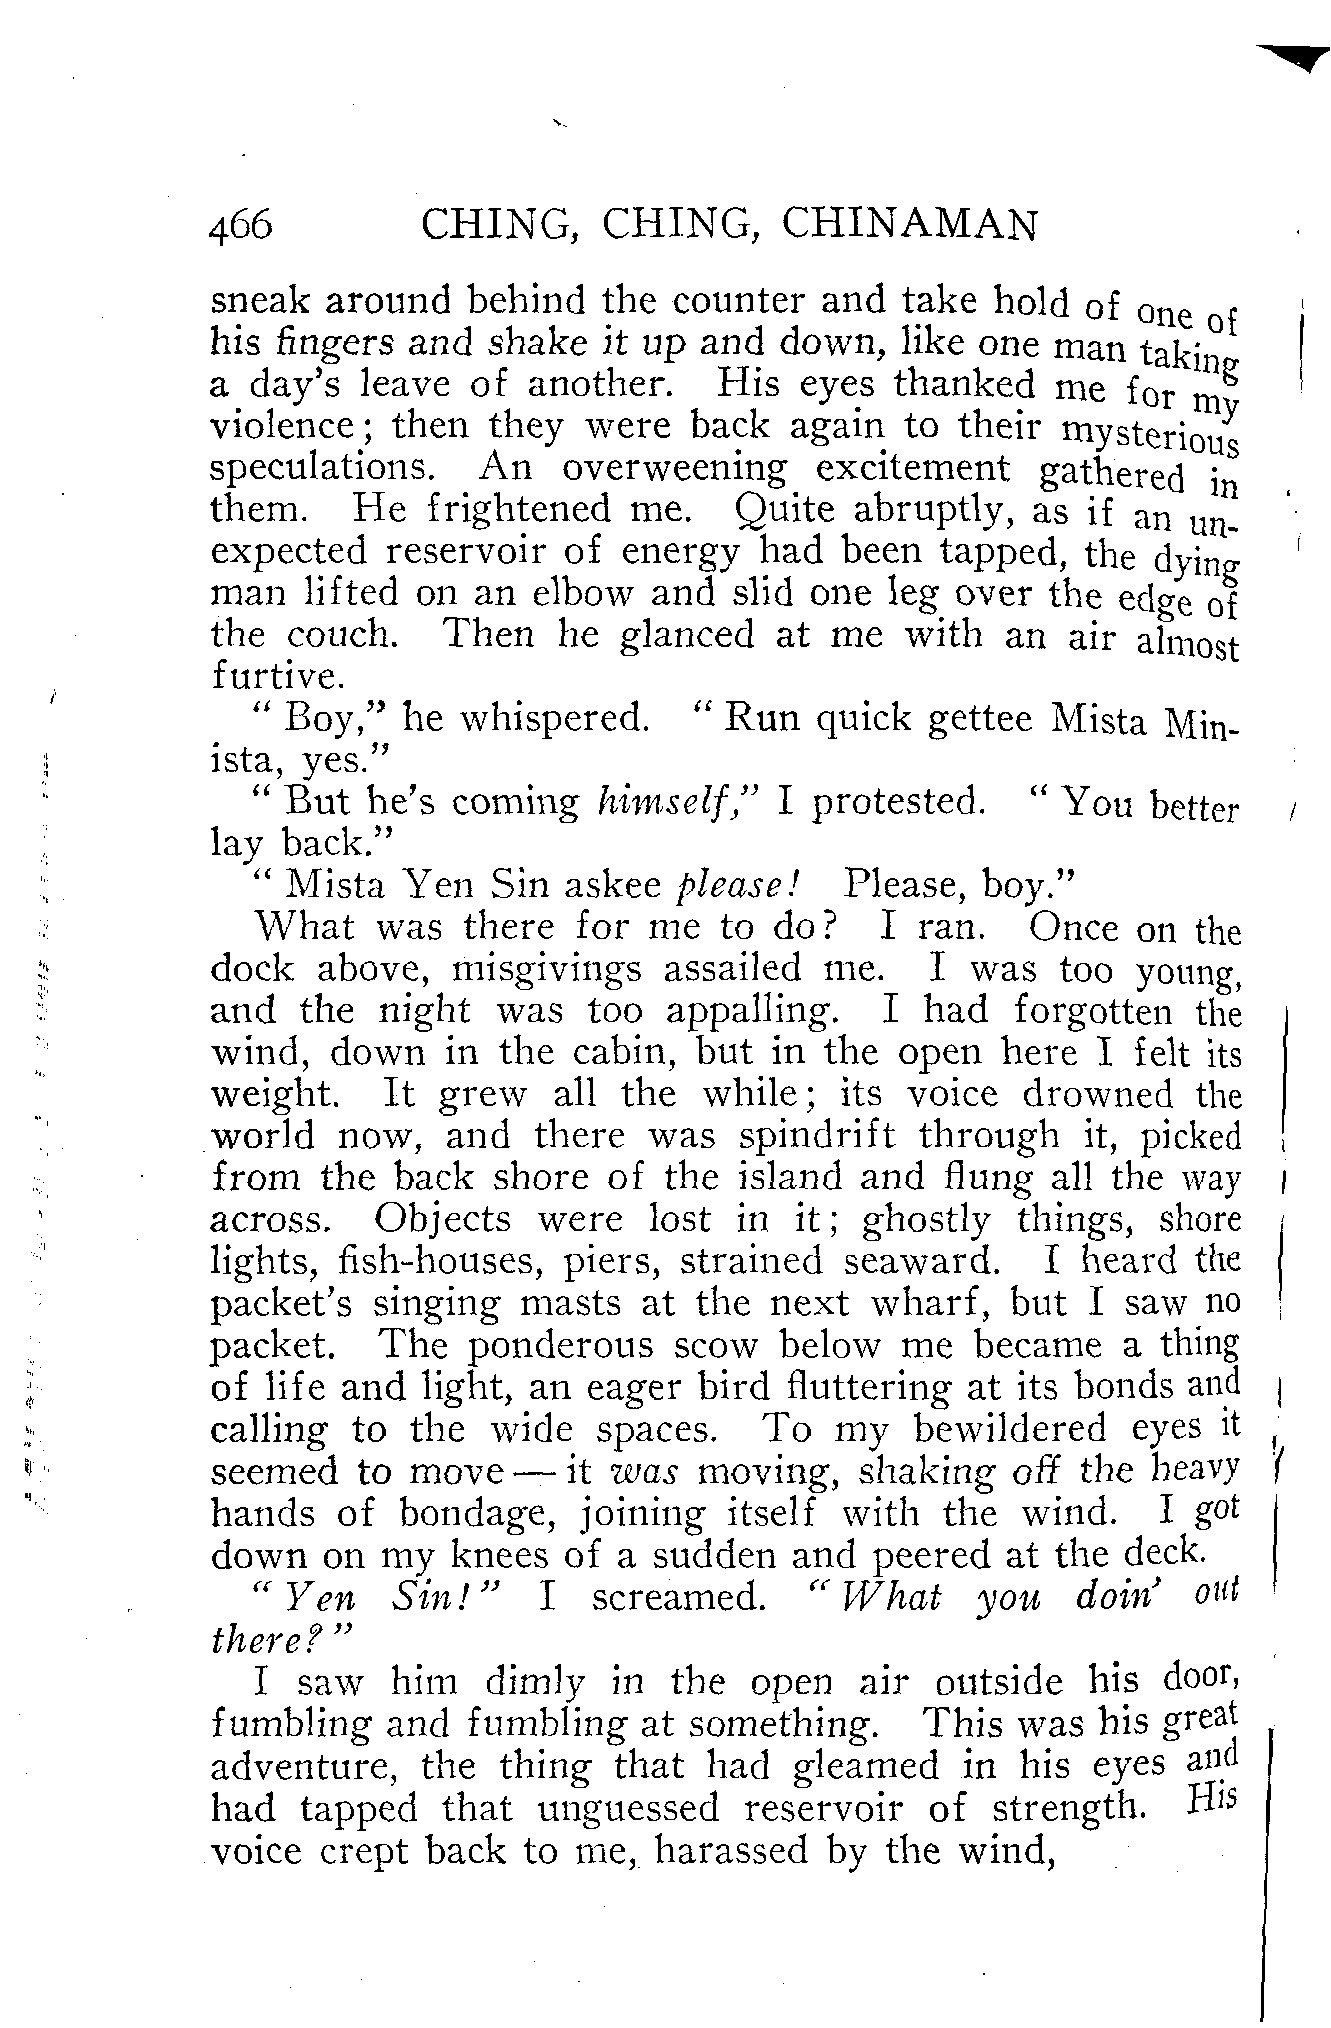 466 CHING, CHING, CHINAMAN
sneak around behind the counter and take hold of one of
his fingers and shake it up and down, like one man taking
a day's leave of another. His eyes thanked me for my
violence; then they were back again to their mysterious
speculations. An overweening excitement gathered in
them. He frightened me. Quite abruptly, as if an un-
expected reservoir of energy had been tapped, the dying
man lifted on an elbow and slid one leg over the edge of
the couch. Then he glanced at me with an air almost
furtive.
" Boy," he whispered. " Run quick gettee Mista Min-
ista, yes."
" But he's coming himself," I protested. " You better
lay back."
" Mista Yen Sin askee please! Please, boy."
What was there for me to do? I ran. Once on the
dock above, misgivings assailed me. I was too young,
and the night was too appalling. I had forgotten the
wind, down in the cabin, but in the open here I felt its
weight. It grew all the while; its voice drowned the
world now, and there was spindrift through it, picked
from the back shore of the island and flung all the way
across. Objects were lost in it; ghostly things, shore
lights, fish-houses, piers, strained seaward. I heard the
packet's singing masts at the next wharf, but I saw no
packet. The ponderous scow below me became a thing
of life and light, an eager bird fluttering at its bonds and
calling to the wide spaces. To my bewildered eyes it
seemed to move — it was moving, shaking off the heavy
hands of bondage, joining itself with the wind. I got
down on my knees of a sudden and peered at the deck.
" Yen Sin!" I screamed. " What you doin' out
there?"
I saw him dimly in the open air outside his door,
fumbling and fumbling at something. This was his great
adventure, the thing that had gleamed in his eyes and
had tapped that unguessed reservoir of strength. His
voice crept back to me, harassed by the wind,